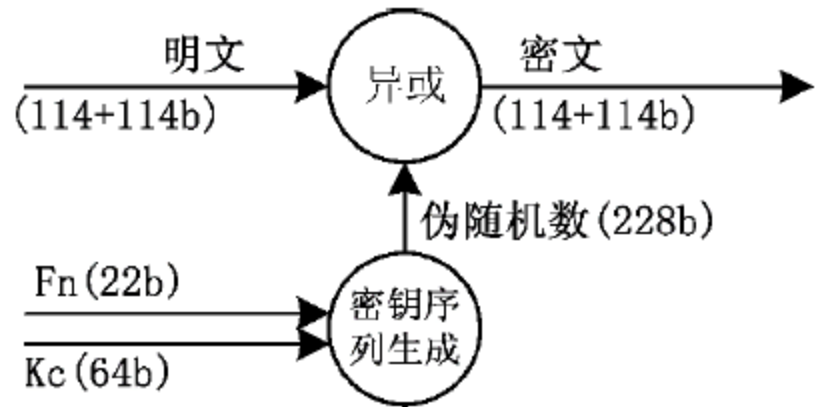 明文
(114+114b)
异或
密文
(114+114b)
伪随机数(228b)
Fn(22b)
Kc(64b)
密钥序
列生成